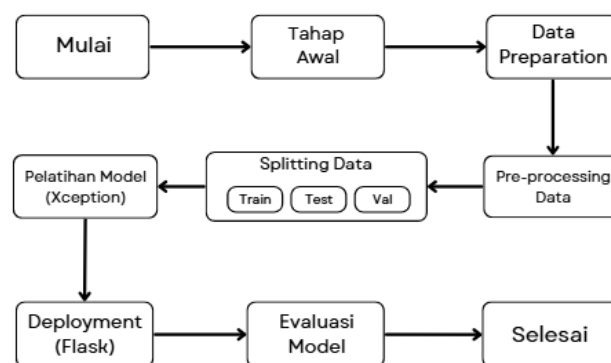 Mulai
Tahap
Awal
Data
Preparation
Pre-processing
Data
Splitting Data
Train
Test
Val
Pelatihan Model
(Xception)
Deployment
(Flask)
Evaluasi
Model
Selesai